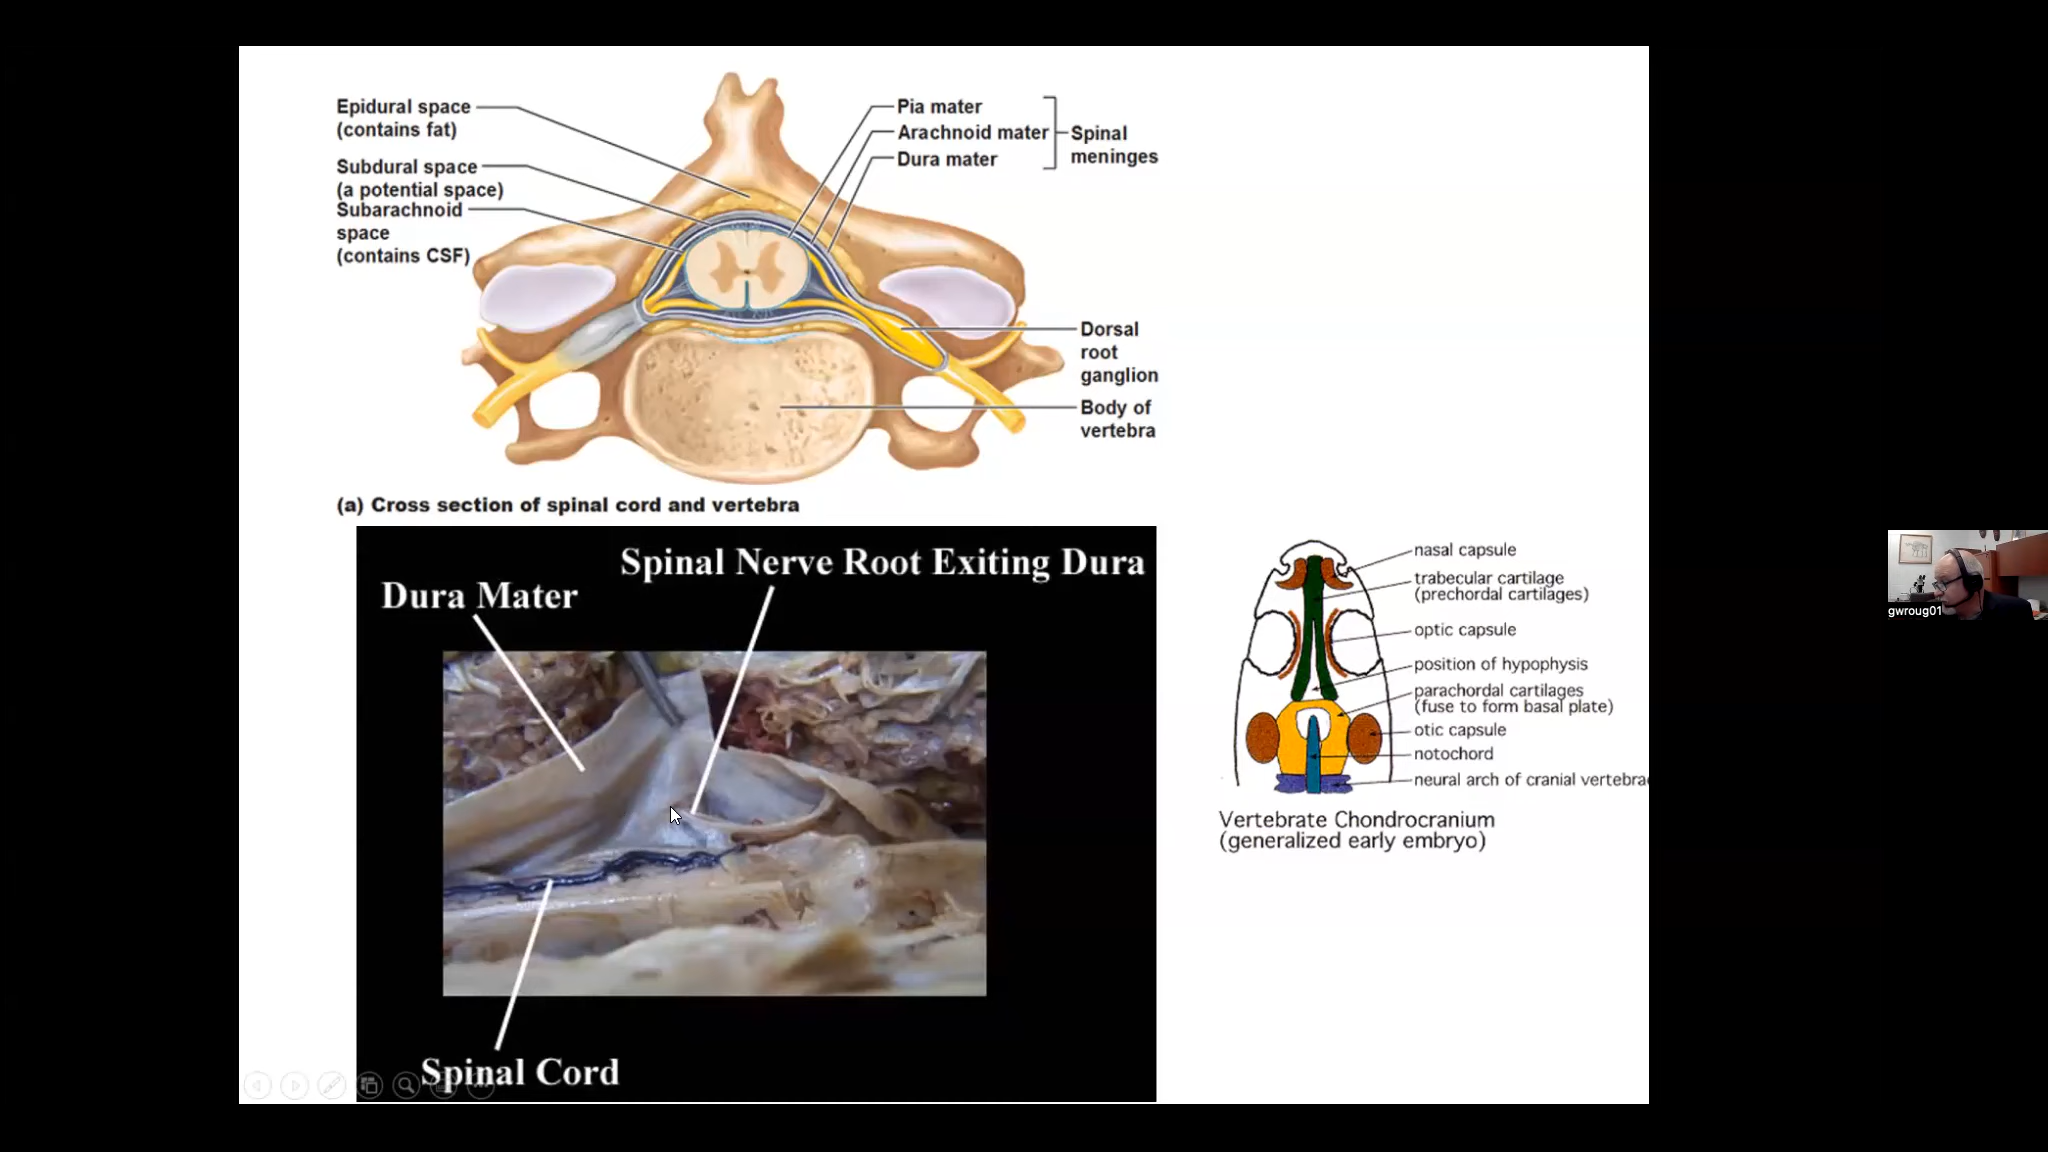 Epidural space
(contains fat)
Subdural space
(a potential space)
Subarachnoid
space
(contains CSF)
Pia mater
Arachnoid mater
Dura mater
Spinal
meninges
Dorsal
root
ganglion
Body of
vertebra
(a) Cross section of spinal cord and vertebra
Spinal Nerve Root Exiting Dura
Dura Mater
Spinal Cord
nasal capsule
trabecular cartilage
(prechordal cartilages)
optic capsule
position of hypophysis
parachordal cartilages
(fuse to form basal plate)
otic capsule
notochord
neural arch of cranial vertebrae
Vertebrate Chondrocranium
(generalized early embryo)
gwroug01